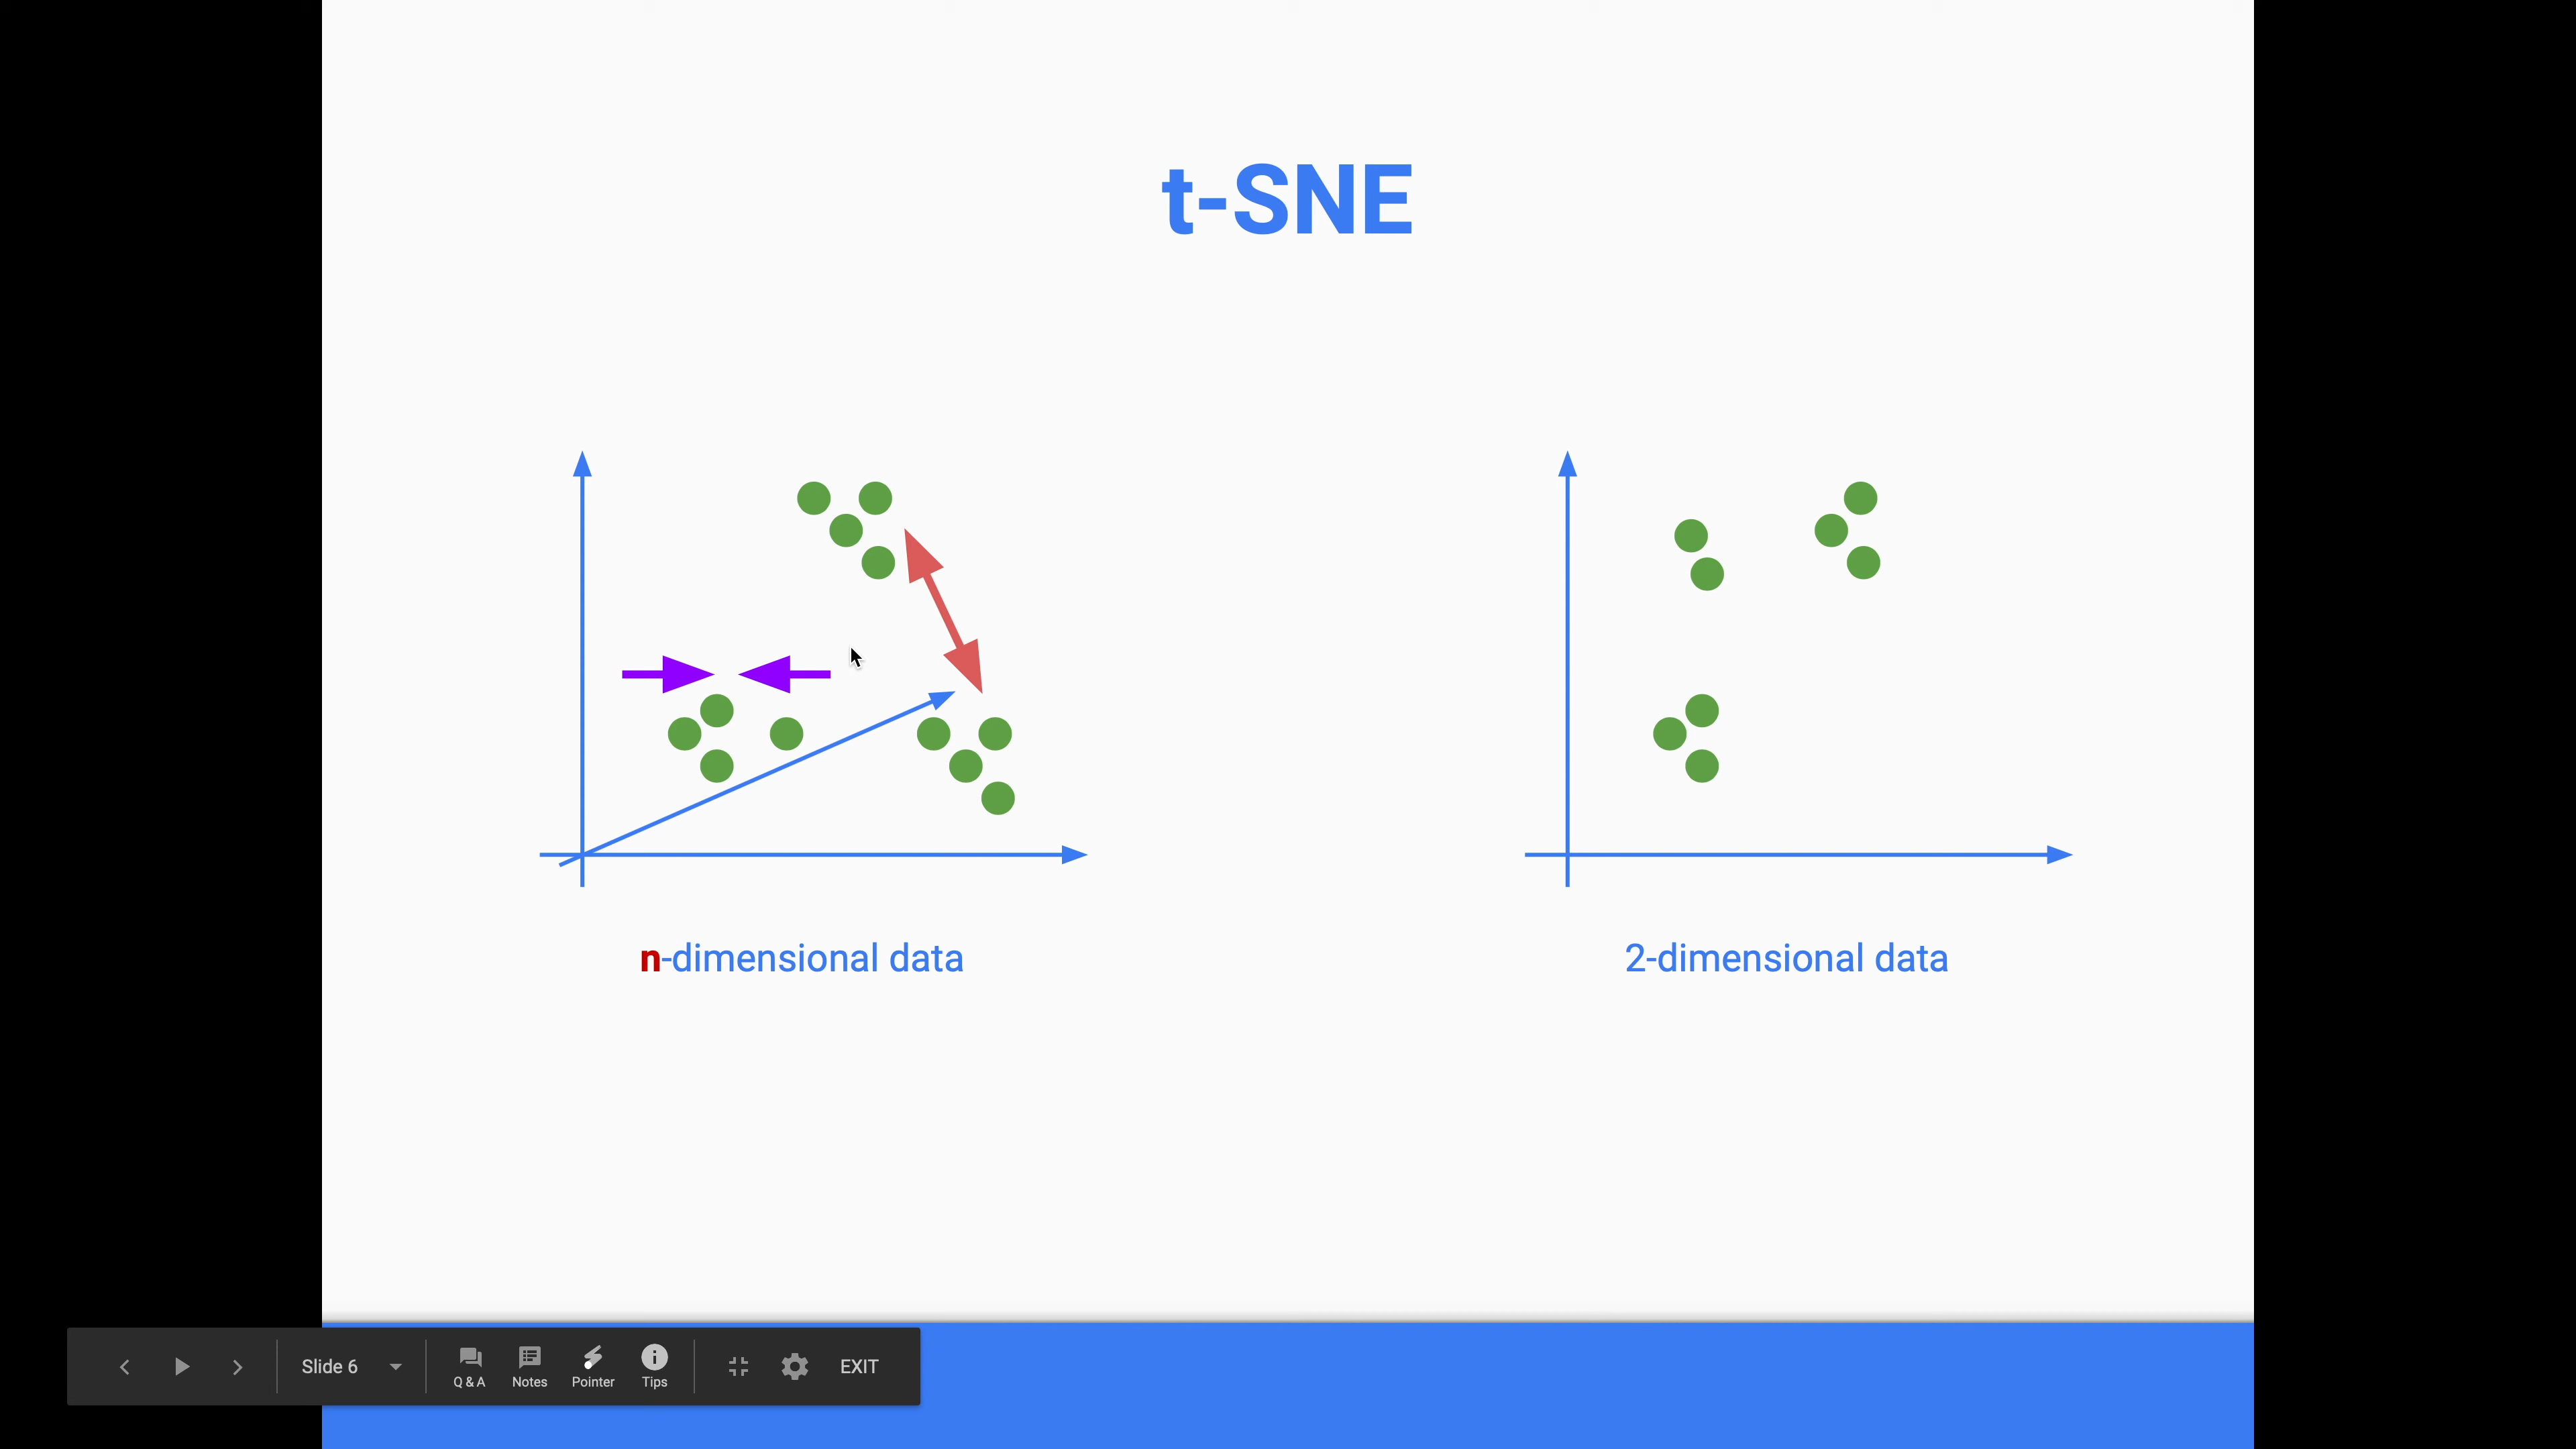 t-SNE
n-dimensional data
2-dimensional data
Slide 6
Q & A
Notes
Pointer
Tips
EXIT